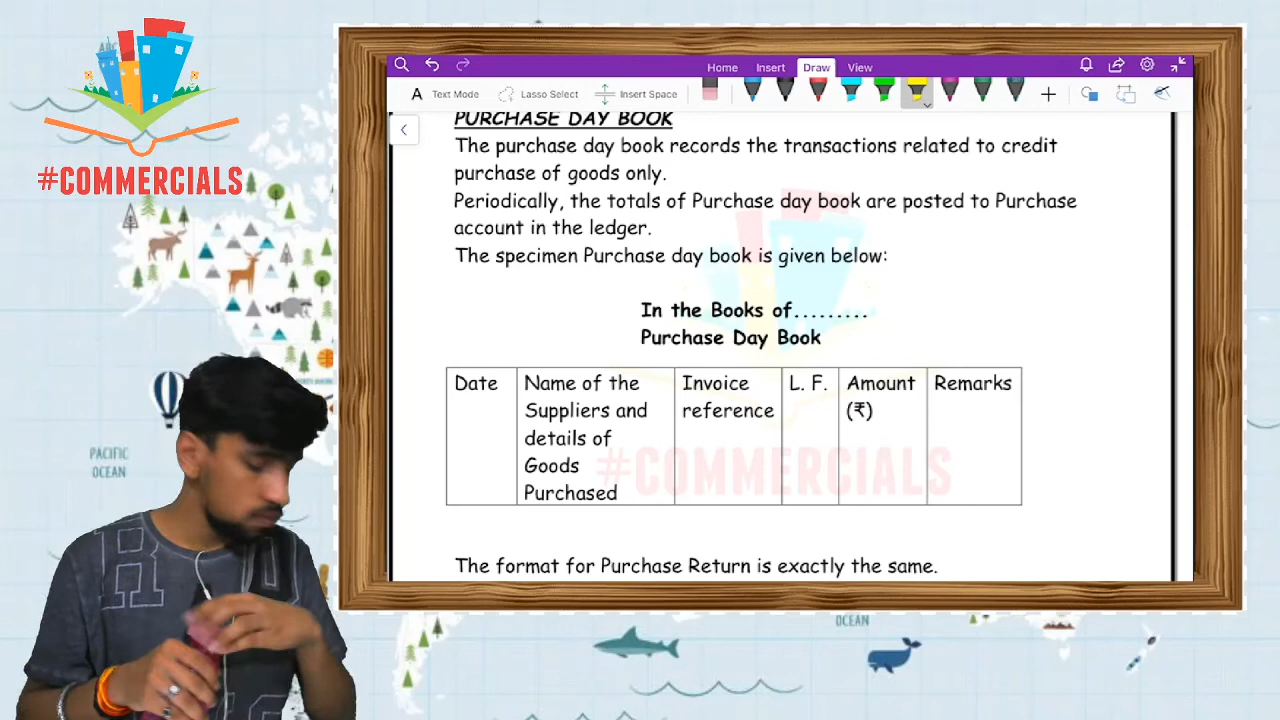 #COMMERCIALS
Home Insert Draw View
A Text Mode Lasso Select Insert Space
PURCHASE DAY BOOK
The purchase day book records the transactions related to credit
purchase of goods only.
Periodically, the totals of Purchase day book are posted to Purchase
account in the ledger.
The specimen Purchase day book is given below:
In the Books of.........
Purchase Day Book
Date
Name of the
Suppliers and
details of
Goods
Purchased
Invoice
reference
L. F.
Amount
(₹)
Remarks
#COMMERCIALS
The format for Purchase Return is exactly the same.
PACIFIC
OCEAN
OCEAN